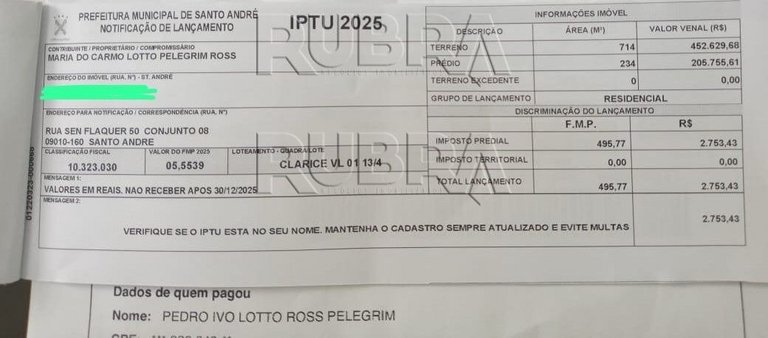 PREFEITURA MUNICIPAL DE SANTO ANDRÉ
NOTIFICAÇÃO DE LANÇAMENTO
IPTU 2025
CONTRIBUINTE / PROPRIETÁRIO / COMPROMISSÁRIO
MARIA DO CARMO LOTTO PELEGRIM ROSS
ENDEREÇO DO IMÓVEL (RUA, Nº) - ST. ANDRÉ
ENDEREÇO PARA NOTIFICAÇÃO / CORRESPONDÊNCIA (RUA, Nº)
RUA SEN FLAQUER 50 CONJUNTO 08
09010-160 SANTO ANDRE
CLASSIFICAÇÃO FISCAL VALOR DO FMP 2025 LOTEAMENTO - QUADRA/LOTE
10.323.030 05,5539 CLARICE VL 01 13/4
MENSAGEM 1:
VALORES EM REAIS. NAO RECEBER APOS 30/12/2025
MENSAGEM 2:
VERIFIQUE SE O IPTU ESTA NO SEU NOME. MANTENHA O CADASTRO SEMPRE ATUALIZADO E EVITE MULTAS
INFORMAÇÕES IMÓVEL
DESCRIÇÃO ÁREA (M²) VALOR VENAL (R$)
TERRENO 714 452.629,68
PRÉDIO 234 205.755,61
TERRENO EXCEDENTE 0 0,00
GRUPO DE LANÇAMENTO RESIDENCIAL
DISCRIMINAÇÃO DO LANÇAMENTO
F.M.P. R$
IMPOSTO PREDIAL 495,77 2.753,43
IMPOSTO TERRITORIAL 0,00 0,00
TOTAL LANÇAMENTO 495,77 2.753,43
2.753,43
RUBRA
RUBRA
Dados de quem pagou
Nome: PEDRO IVO LOTTO ROSS PELEGRIM